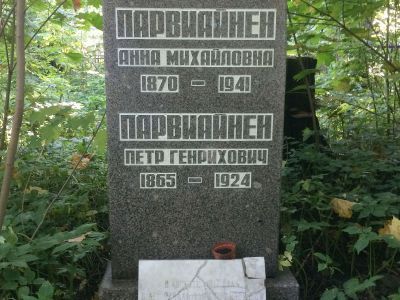 ПАРВИАЙНЕН
АННА МИХАЙЛОВНА
1870 – 1941
ПАРВИАЙНЕН
ПЕТР ГЕНРИХОВИЧ
1865 – 1924